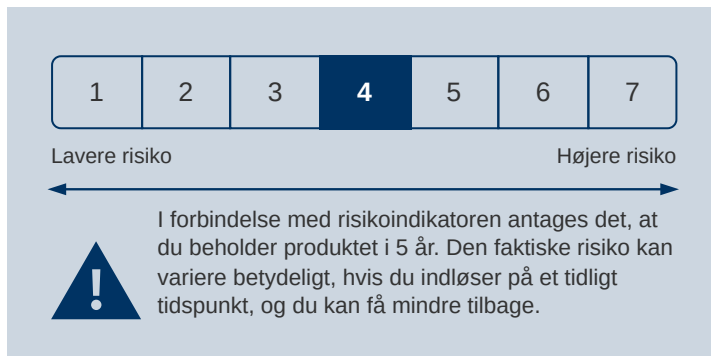 1 2 3 4 5 6 7
Lavere risiko Højere risiko
I forbindelse med risikoindikatoren antages det, at
du beholder produktet i 5 år. Den faktiske risiko kan
variere betydeligt, hvis du indløser på et tidligt
tidspunkt, og du kan få mindre tilbage.
!